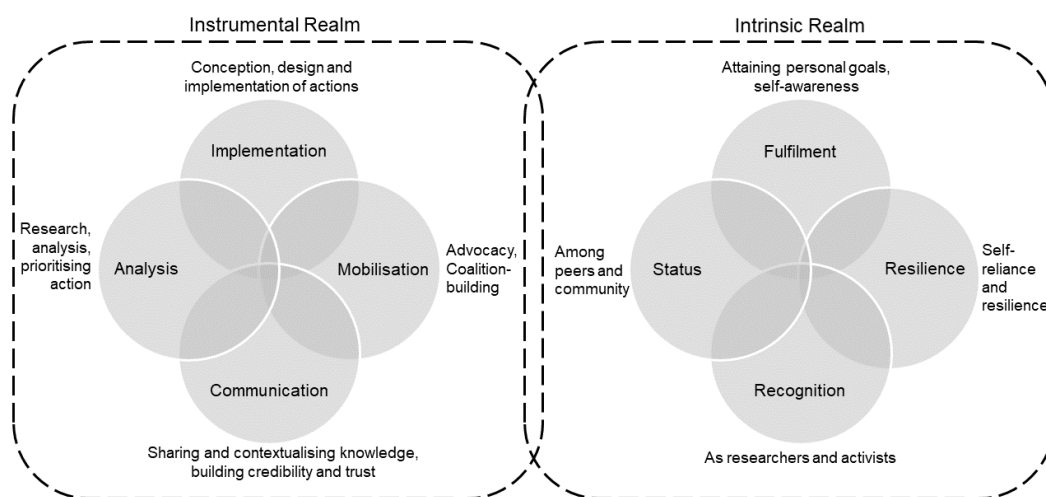 Instrumental Realm
Conception, design and
implementation of actions
Implementation
Research,
analysis,
prioritising
action
Analysis
Mobilisation
Advocacy,
Coalition-
building
Communication
Sharing and contextualising knowledge,
building credibility and trust
Intrinsic Realm
Attaining personal goals,
self-awareness
Fulfilment
Among
peers and
community
Status
Resilience
Self-
reliance
and
resilience
Recognition
As researchers and activists